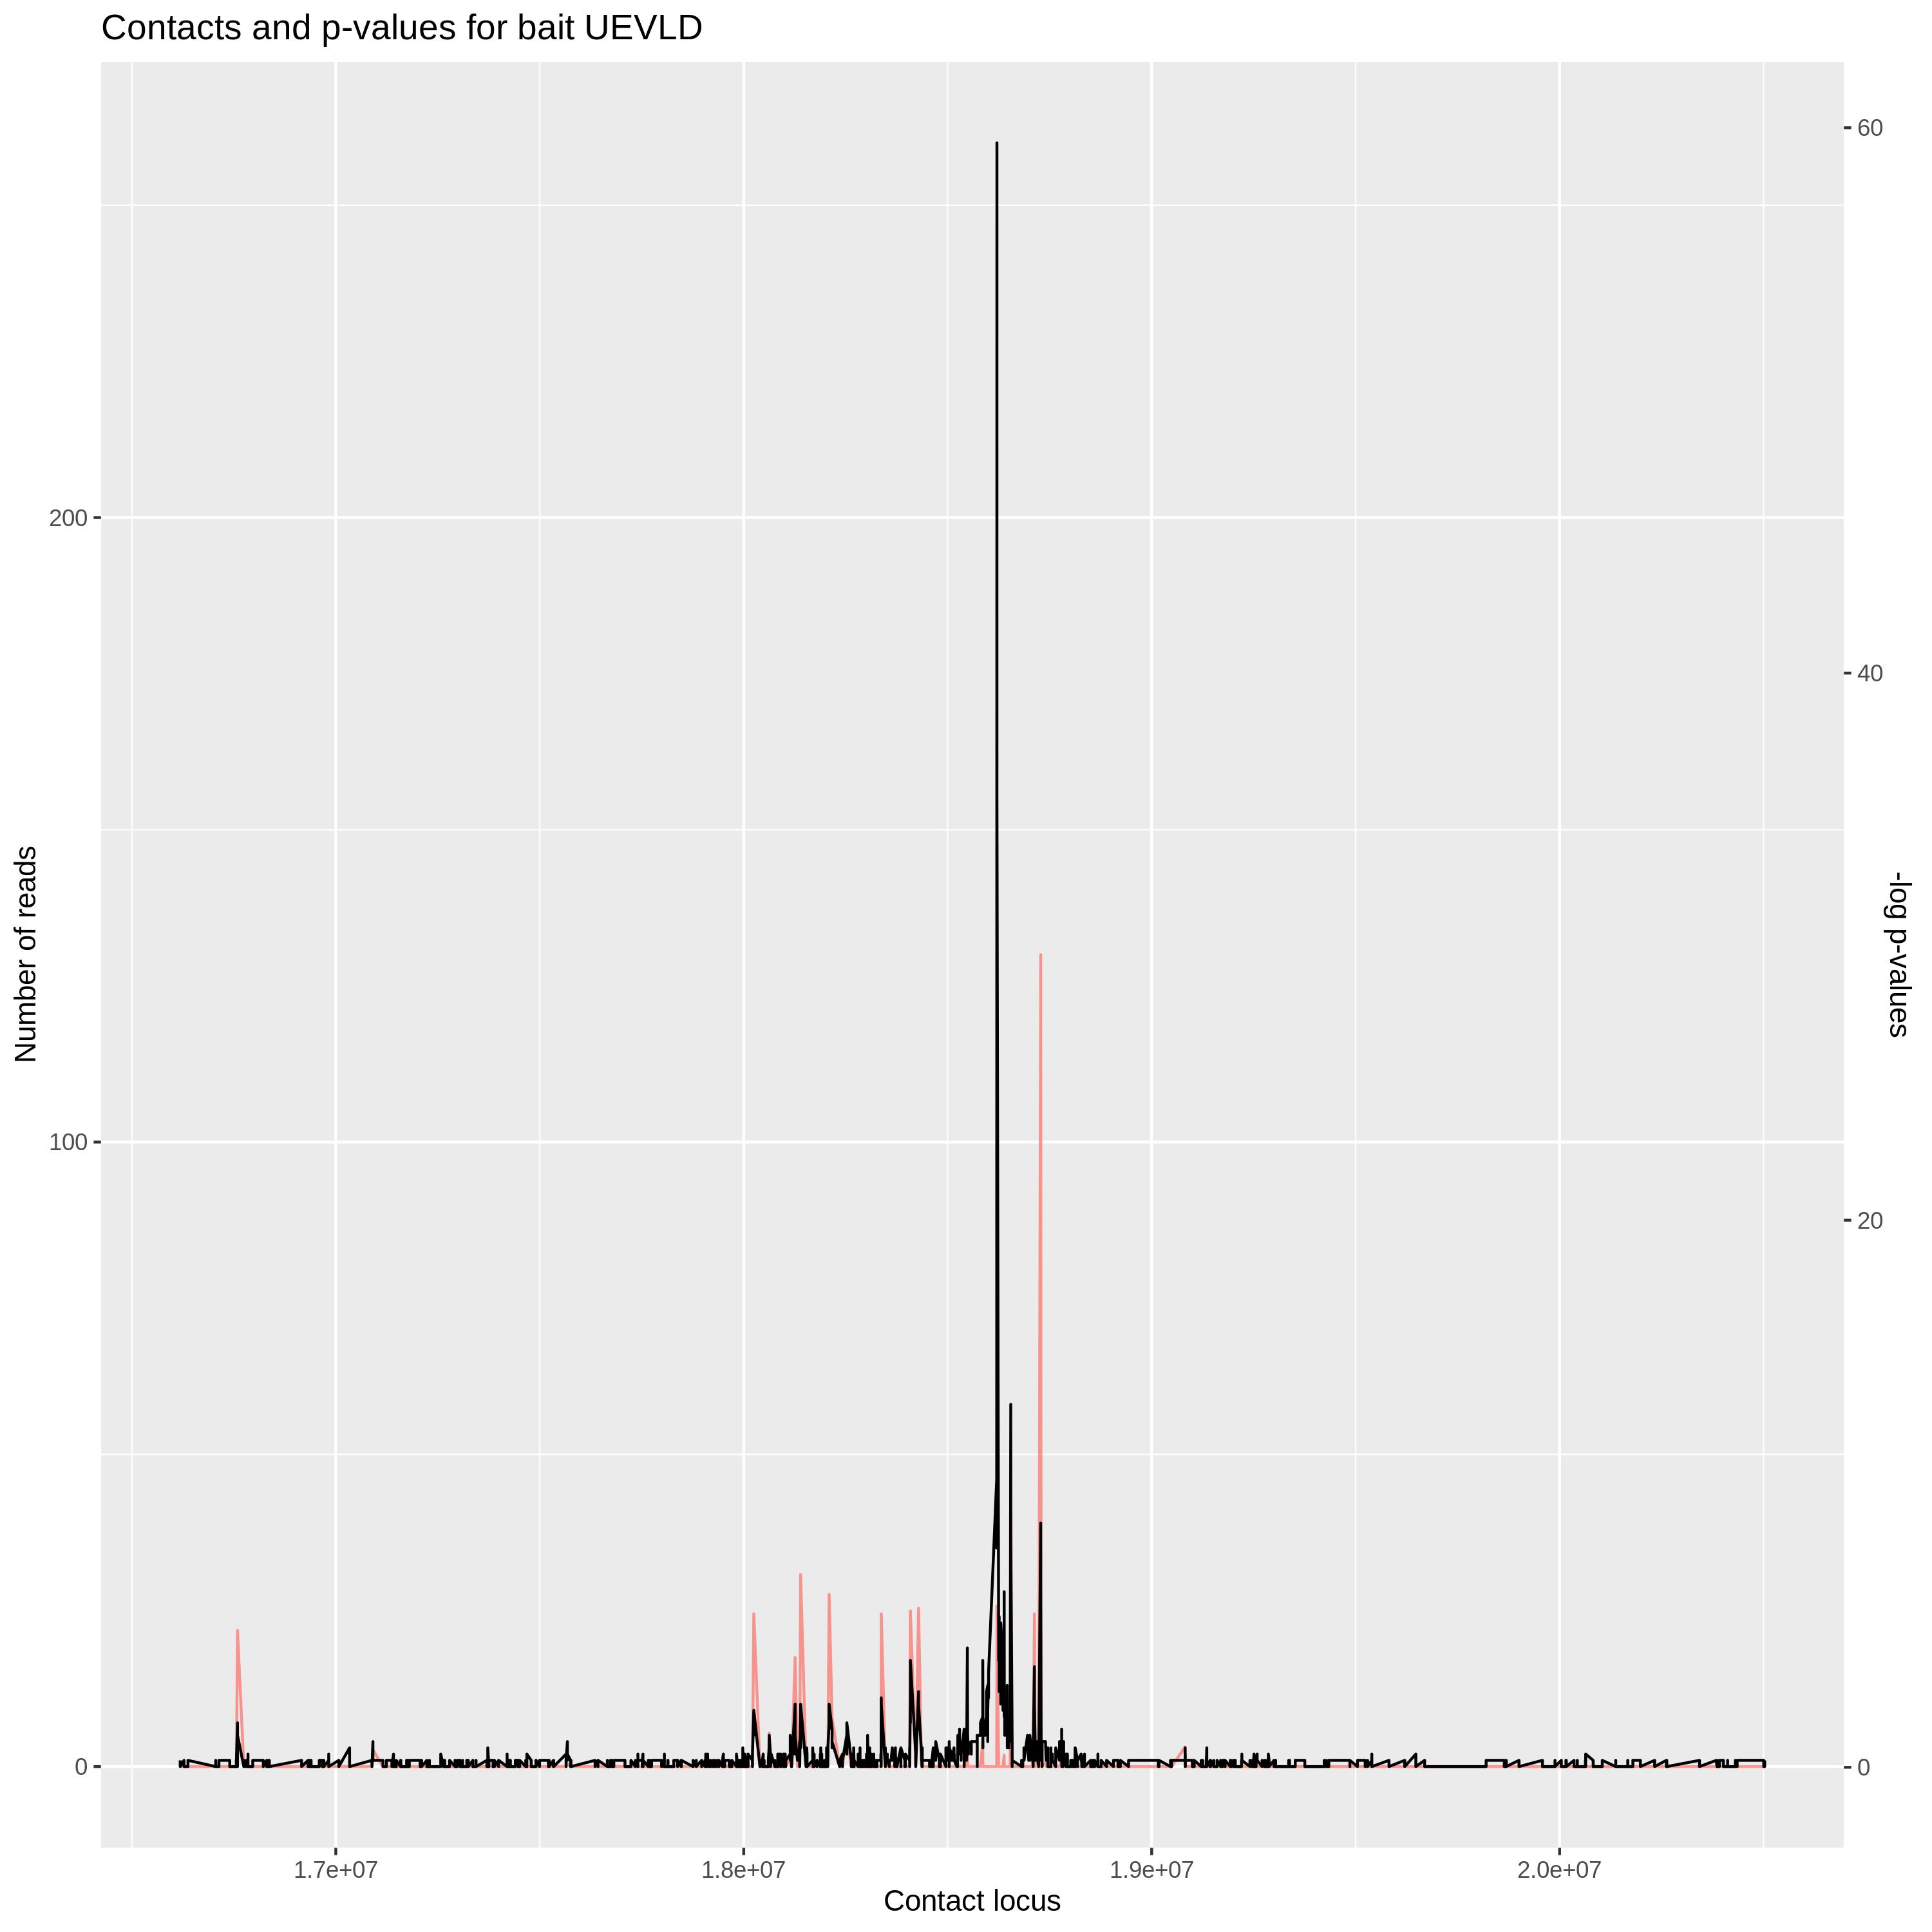 Contacts and p-values for bait UEVLD
Number of reads
200
100
0
60
40
20
0
-log p-values
1.7e+07
1.8e+07
1.9e+07
2.0e+07
Contact locus